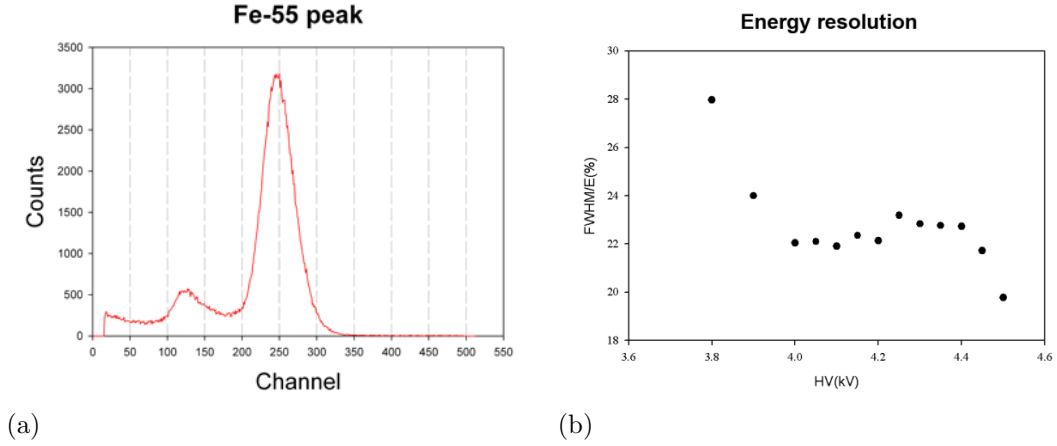 Fe-55 peak
3500
3000
2500
2000
1500
1000
500
0
Counts
0 50 100 150 200 250 300 350 400 450 500 550
Channel
(a)
Energy resolution
30
28
26
24
22
20
18
FWHM/E(%)
3.6 3.8 4.0 4.2 4.4 4.6
HV(kV)
(b)